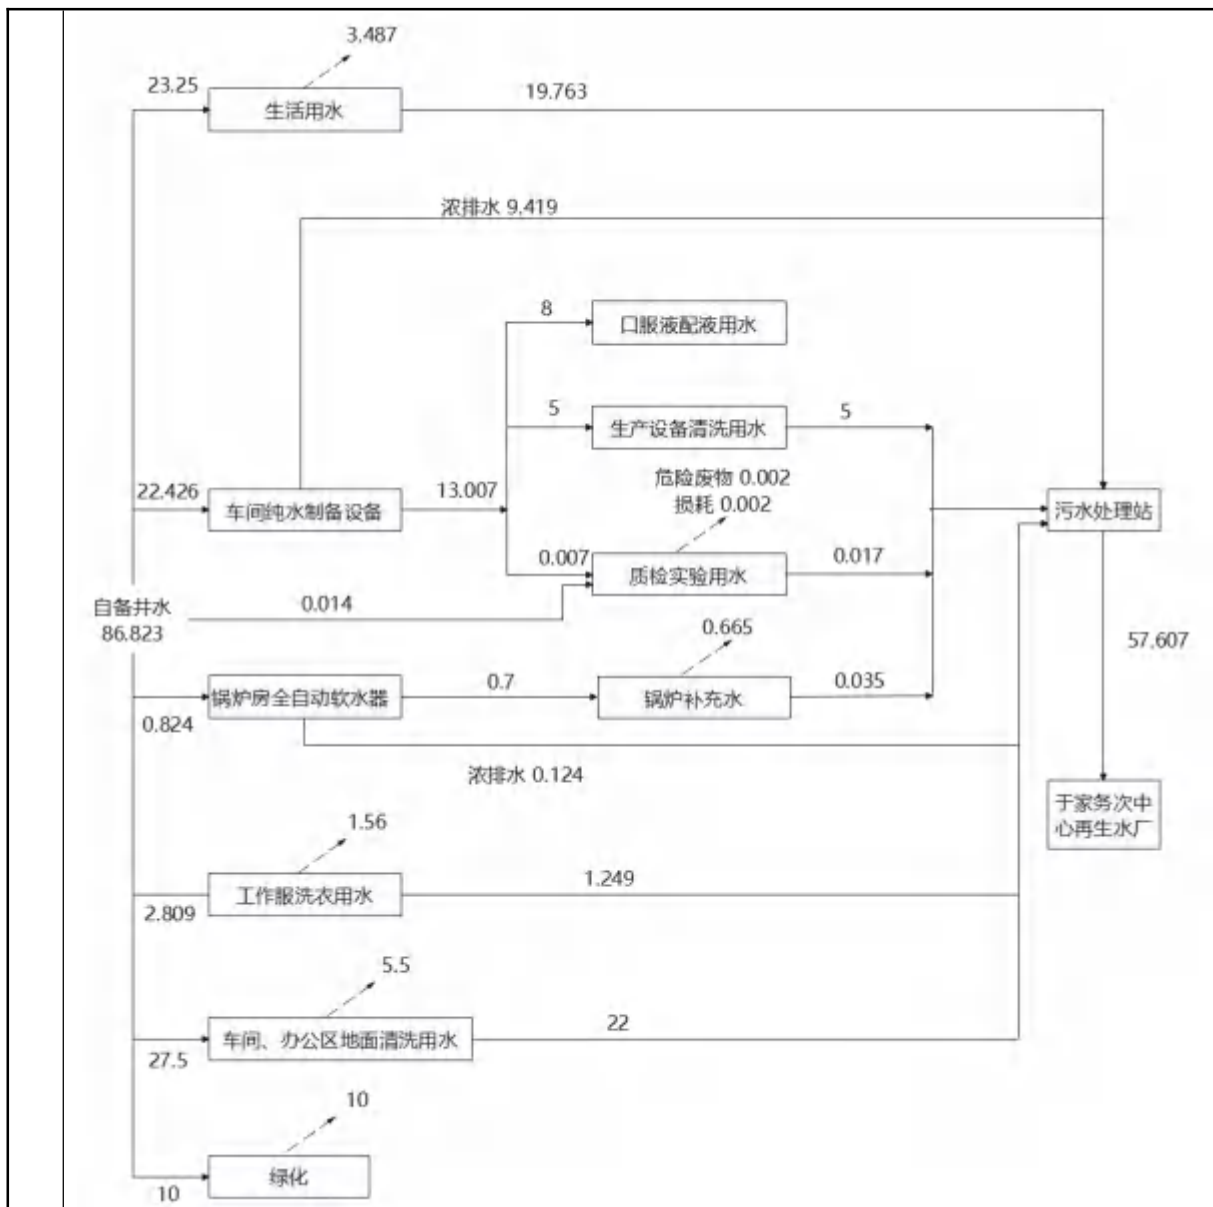 3.487
23.25
生活用水
19.763
浓排水 9.419
8
口服液配液用水
5
生产设备清洗用水
5
危险废物 0.002
损耗 0.002
22.426
车间纯水制备设备
13.007
污水处理站
0.007
质检实验用水
0.017
自备井水
86.823
0.014
0.665
57.607
锅炉房全自动软水器
0.7
锅炉补充水
0.035
0.824
浓排水 0.124
于家务次中
心再生水厂
1.56
工作服洗衣用水
1.249
2.809
5.5
车间、办公区地面清洗用水
22
27.5
10
绿化
10